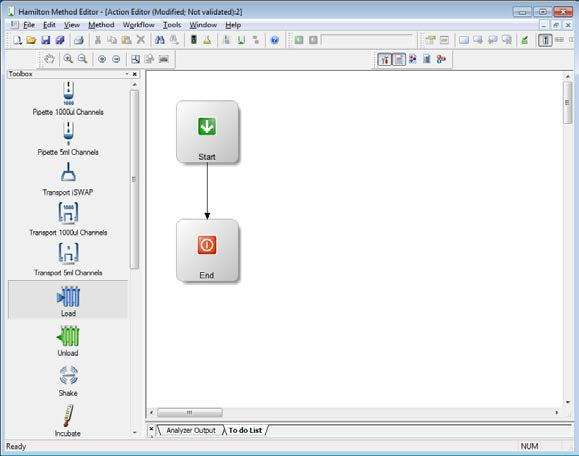 Hamilton Method Editor - [Action Editor (Modified; Not validated):2]
File Edit View Method Workflow Tools Window Help
Toolbox
1000
Pipette 1000ul Channels
5
Pipette 5ml Channels
Transport iSWAP
Transport 1000ul Channels
Transport 5ml Channels
Load
Unload
Shake
Incubate
Start
End
Analyzer Output
To do List
Ready
NUM